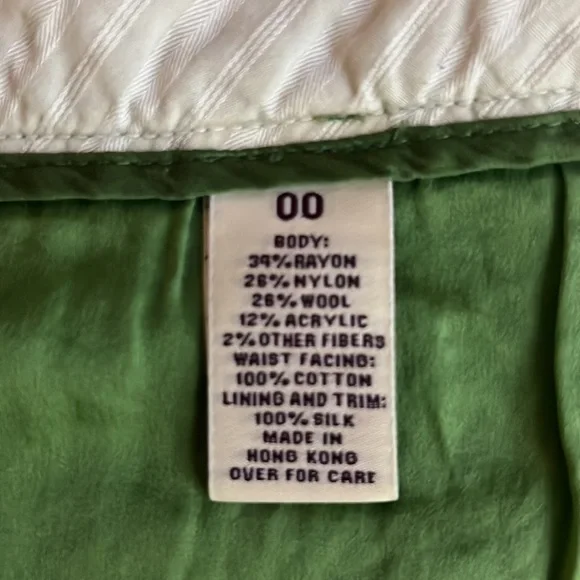 00
BODY:
34% RAYON
26% NYLON
26% WOOL
12% ACRYLIC
2% OTHER FIBERS
WAIST FACING:
100% COTTON
LINING AND TRIM:
100% SILK
MADE IN
HONG KONG
OVER FOR CARE